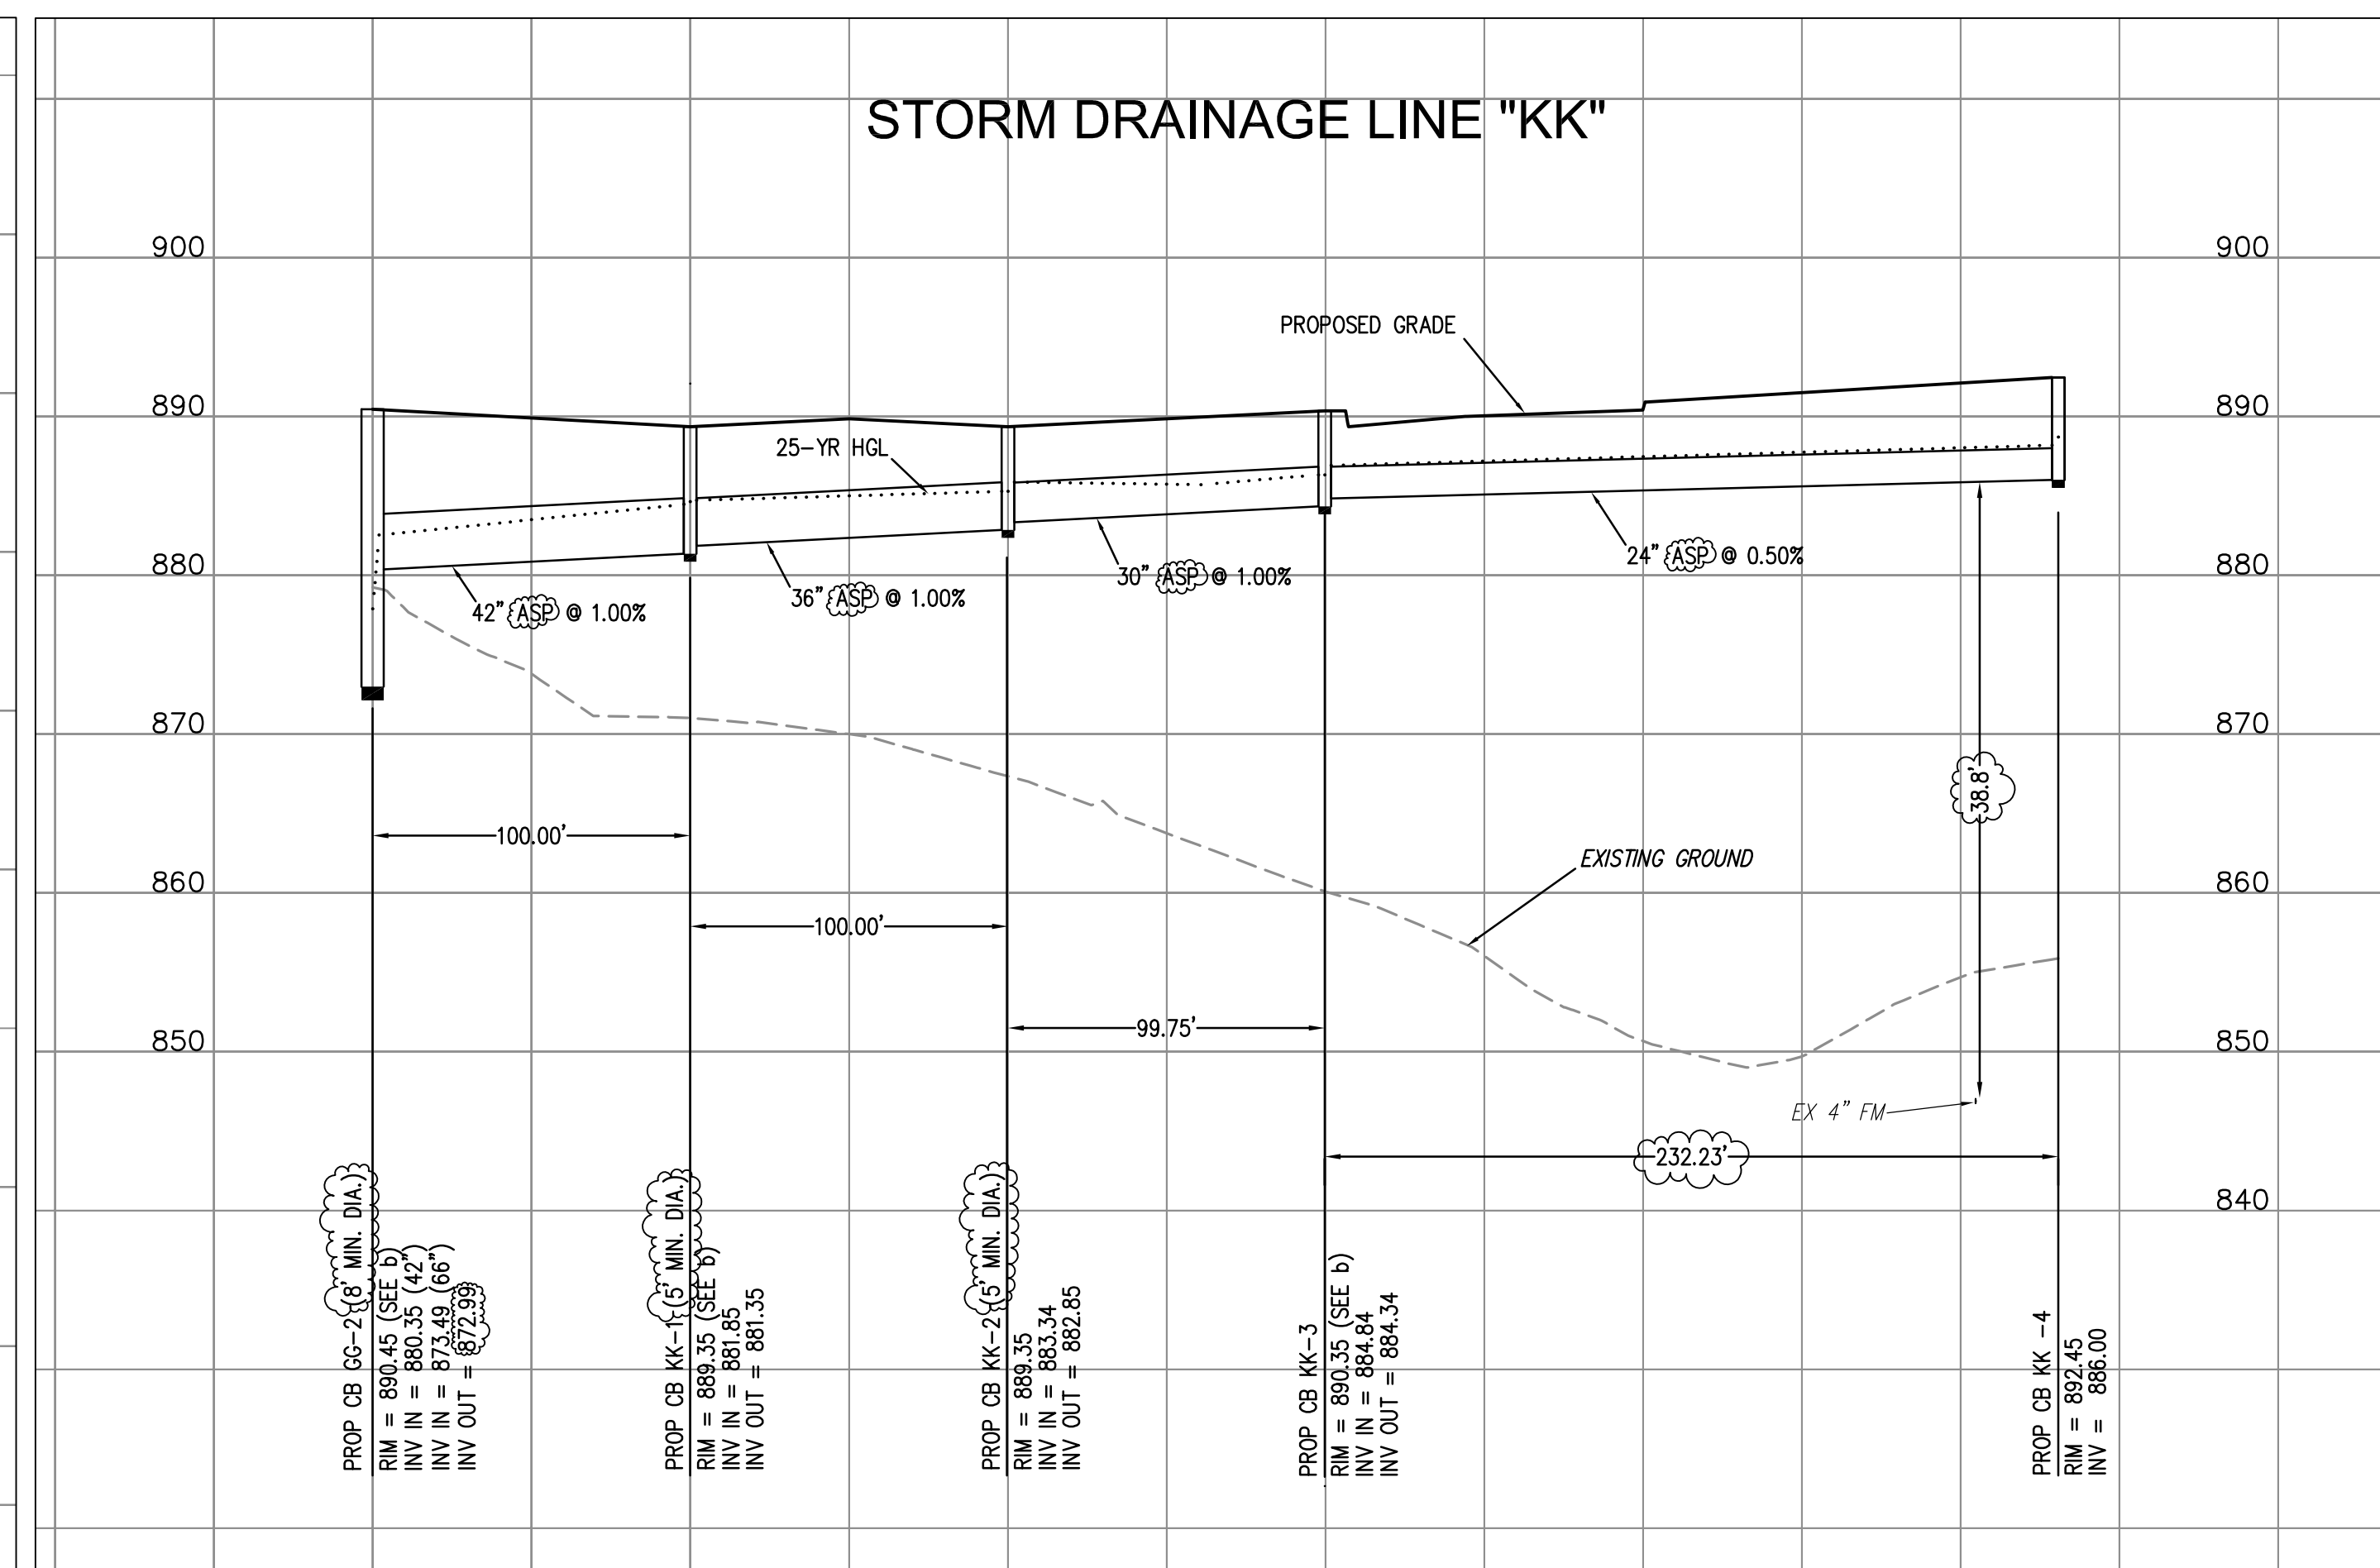 STORM DRAINAGE LINE "KK"
900
900
PROPOSED GRADE
890
890
25-YR HGL
880
880
42" ASP @ 1.00%
36" ASP @ 1.00%
30" ASP @ 1.00%
24" ASP @ 0.50%
870
870
38.8'
100.00'
EXISTING GROUND
860
860
100.00'
99.75'
850
850
EX 4" FM
232.23'
840
PROP CB GG-2 (8' MIN. DIA.)
RIM = 890.45 (SEE b)
INV IN = 880.35 (42")
INV IN = 873.49 (66")
INV OUT = 872.99
PROP CB KK-1 (5' MIN. DIA.)
RIM = 889.35 (SEE b)
INV IN = 881.85
INV OUT = 881.35
PROP CB KK-2 (5' MIN. DIA.)
RIM = 889.35
INV IN = 883.34
INV OUT = 882.85
PROP CB KK-3
RIM = 890.35 (SEE b)
INV IN = 884.84
INV OUT = 884.34
PROP CB KK -4
RIM = 892.45
INV = 886.00